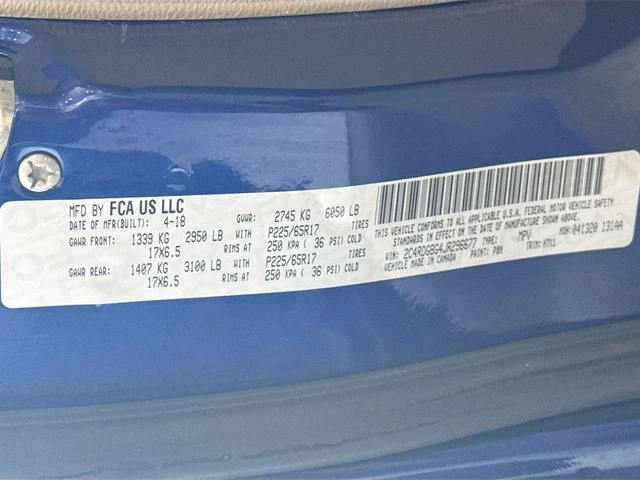 MFD BY FCA US LLC
DATE OF MFR(BUILT): 4-18 GVWR: 2745 KG 6050 LB
GAWR FRONT: 1339 KG 2950 LB WITH P225/65R17 TIRES
17X6.5 RIMS AT 250 KPA ( 36 PSI)
GAWR REAR: 1407 KG 3100 LB WITH P225/65R17 TIRES
17X6.5 RIMS AT 250 KPA ( 36 PSI)
THIS VEHICLE CONFORMS TO ALL APPLICABLE U.S.A. FEDERAL MOTOR VEHICLE SAFETY
STANDARDS IN EFFECT ON THE DATE OF MANUFACTURE SHOWN ABOVE.
VIN: 2C4RDGBG4JR296677 MPV MDH: 041320 131AA
VEHICLE MADE IN CANADA PAINT: PBM TRIM: H7X1